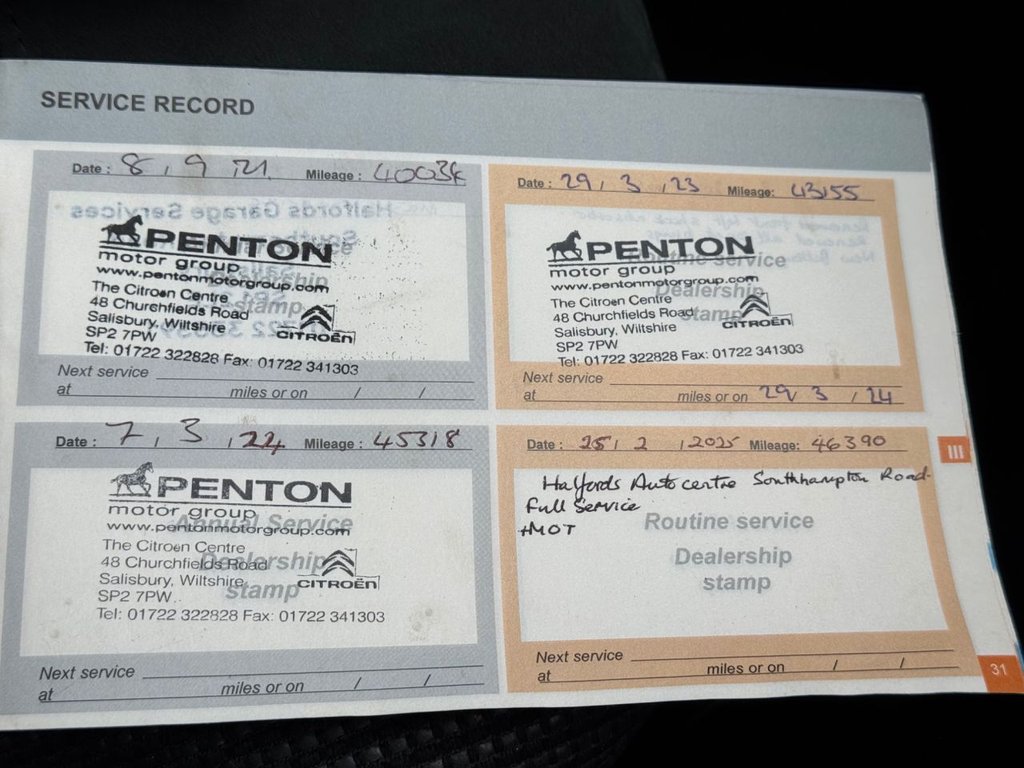 SERVICE RECORD
Date : 8 , 9 , 21. Mileage :
PENTON
motor group
www.pentonmotorgroup.com
The Citroën Centre
48 Churchfields Road
Salisbury, Wiltshire
SP2 7PW
Tel: 01722 322828 Fax: 01722 341303
CITROËN
Dealership
stamp
Next service
at miles or on / /
Date : 29 , 3 , 23 Mileage: 43155
PENTON
motor group
www.pentonmotorgroup.com
The Citroën Centre
48 Churchfields Road
Salisbury, Wiltshire
SP2 7PW
Tel: 01722 322828 Fax: 01722 341303
CITROËN
Routine service
Dealership
stamp
Next service
at miles or on 29 / 3 / 24
Date : 7 , 3 , 24 Mileage : 45318
PENTON
motor group
www.pentonmotorgroup.com
The Citroën Centre
48 Churchfields Road
Salisbury, Wiltshire
SP2 7PW
Tel: 01722 322828 Fax: 01722 341303
CITROËN
Annual Service
Dealership
stamp
Next service
at miles or on / /
Date : 25 , 2 , 2025 Mileage: 46390
Halfords Autocentre Southhampton Road
Full Service
+MOT
Routine service
Dealership
stamp
Next service
at miles or on / /
III
31